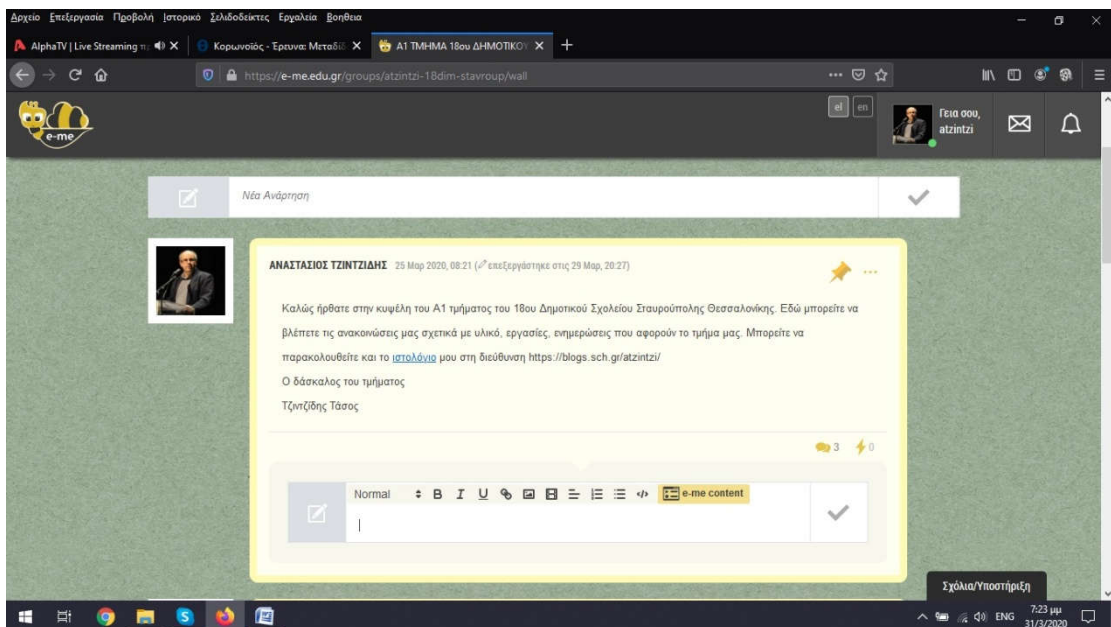 Αρχείο Επεξεργασία Προβολή Ιστορικό Σελιδοδείκτες Εργαλεία Βοήθεια
AlphaTV | Live Streaming
Κορωνοϊός - Έρευνα: Μεταδί
Α1 ΤΜΗΜΑ 18ου ΔΗΜΟΤΙΚΟΥ
https://e-me.edu.gr/groups/atzintzi-18dim-stavroup/wall
e-me
el en
Γεια σου,
atzintzi
Νέα Ανάρτηση
ΑΝΑΣΤΑΣΙΟΣ ΤΖΙΝΤΖΙΔΗΣ 25 Μαρ 2020, 08:21 (επεξεργάστηκε στις 29 Μαρ, 20:27)
Καλώς ήρθατε στην κυψέλη του Α1 τμήματος του 18ου Δημοτικού Σχολείου Σταυρούπολης Θεσσαλονίκης. Εδώ μπορείτε να
βλέπετε τις ανακοινώσεις μας σχετικά με υλικό, εργασίες, ενημερώσεις που αφορούν το τμήμα μας. Μπορείτε να
παρακολουθείτε και το ιστολόγιο μου στη διεύθυνση https://blogs.sch.gr/atzintzi/
Ο δάσκαλος του τμήματος
Τζιντζίδης Τάσος
3 0
Normal B I U e-me content
Σχόλια/Υποστήριξη
ENG 7:23 μμ
31/3/2020